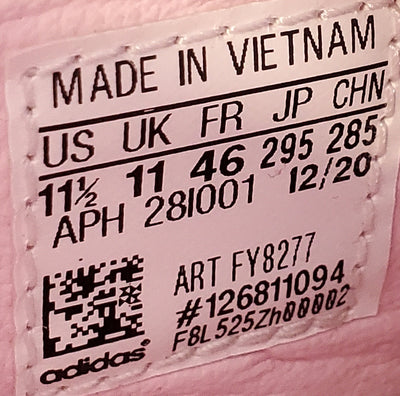 MADE IN VIETNAM
US UK FR JP CHN
11½ 11 46 295 285
APH 28I001 12/20
ART FY8277
#126811094
F8L525Zh00002
adidas®